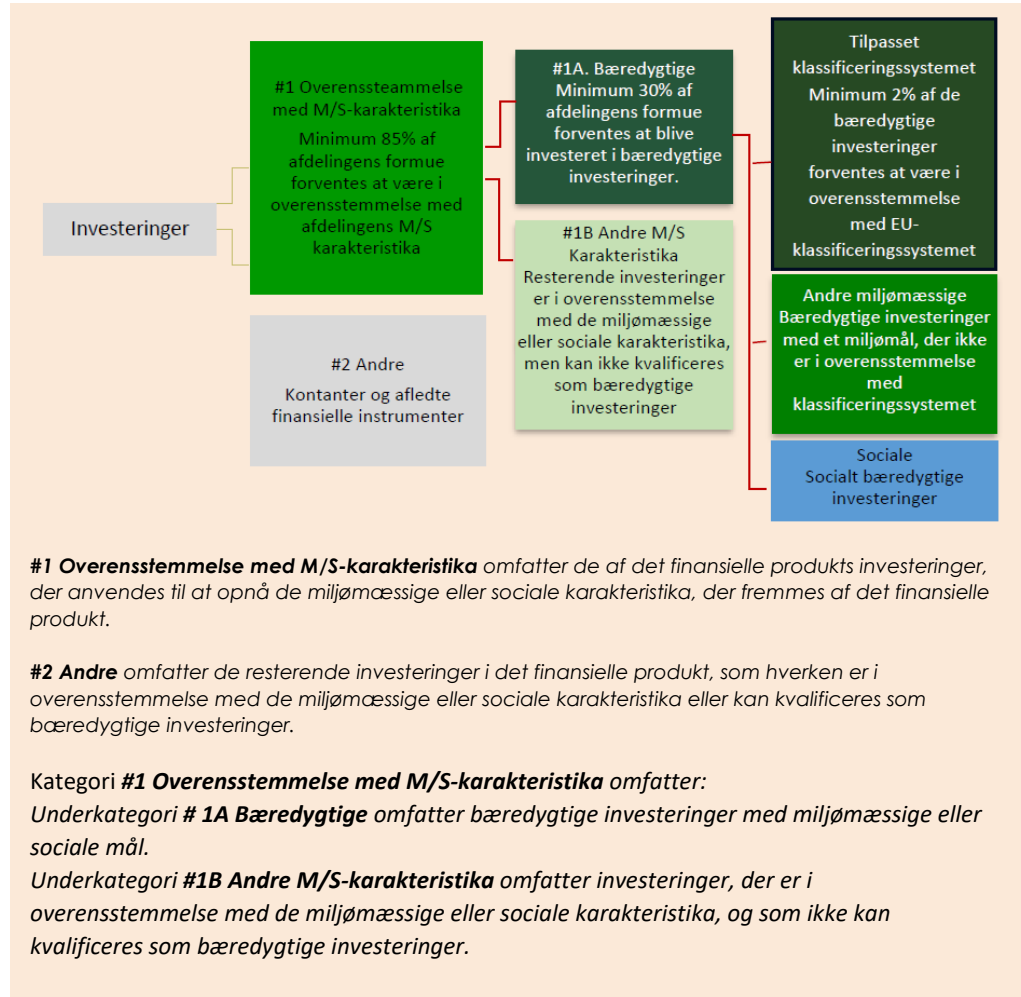 Investeringer
#1 Overenssteammelse
med M/S-karakteristika
Minimum 85% af
afdelingens formue
forventes at være i
overensstemmelse med
afdelingens M/S
karakteristika
#2 Andre
Kontanter og afledte
finansielle instrumenter
#1A. Bæredygtige
Minimum 30% af
afdelingens formue
forventes at blive
investeret i bæredygtige
investeringer.
#1B Andre M/S
Karakteristika
Resterende investeringer
er i overensstemmelse
med de miljømæssige
eller sociale karakteristika,
men kan ikke kvalificeres
som bæredygtige
investeringer
Tilpasset
klassificeringssystemet
Minimum 2% af de
bæredygtige
investeringer
forventes at være i
overensstemmelse
med EU-
klassificeringssystemet
Andre miljømæssige
Bæredygtige investeringer
med et miljømål, der ikke
er i overensstemmelse
med
klassificeringssystemet
Sociale
Socialt bæredygtige
investeringer
#1 Overensstemmelse med M/S-karakteristika omfatter de af det finansielle produkts investeringer,
der anvendes til at opnå de miljømæssige eller sociale karakteristika, der fremmes af det finansielle
produkt.
#2 Andre omfatter de resterende investeringer i det finansielle produkt, som hverken er i
overensstemmelse med de miljømæssige eller sociale karakteristika eller kan kvalificeres som
bæredygtige investeringer.
Kategori #1 Overensstemmelse med M/S-karakteristika omfatter:
Underkategori # 1A Bæredygtige omfatter bæredygtige investeringer med miljømæssige eller
sociale mål.
Underkategori #1B Andre M/S-karakteristika omfatter investeringer, der er i
overensstemmelse med de miljømæssige eller sociale karakteristika, og som ikke kan
kvalificeres som bæredygtige investeringer.